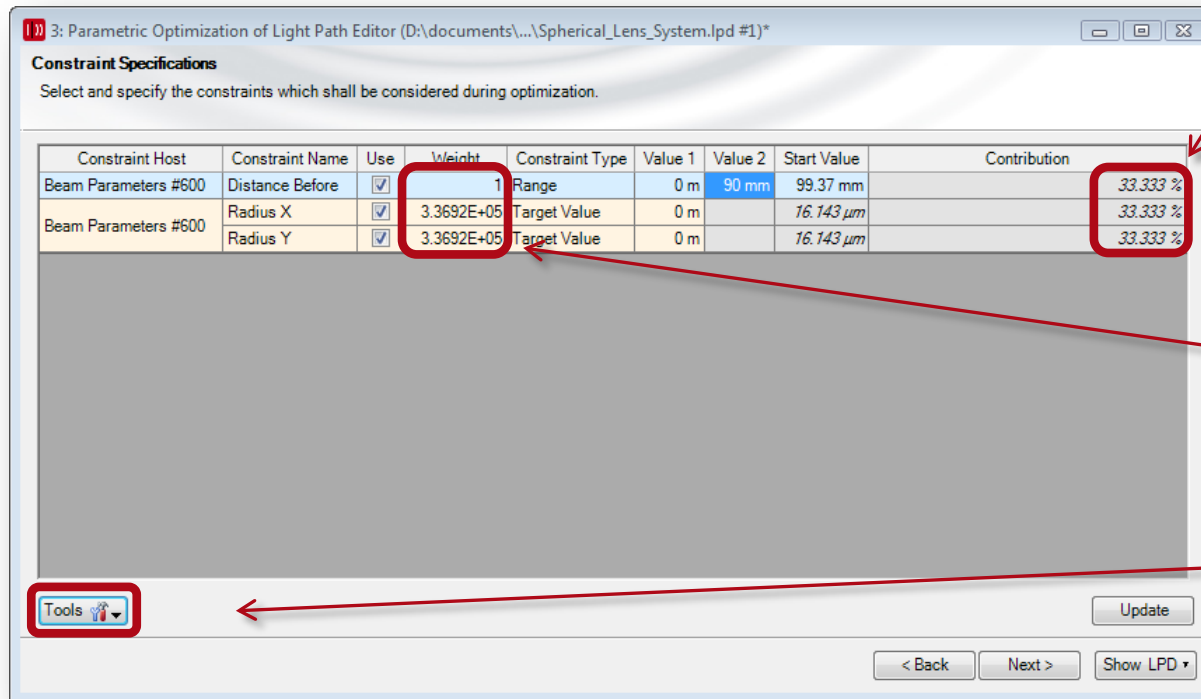 3: Parametric Optimization of Light Path Editor (D:\documents\...\Spherical_Lens_System.lpd #1)*
Constraint Specifications
Select and specify the constraints which shall be considered during optimization.
Constraint Host Constraint Name Use Weight Constraint Type Value 1 Value 2 Start Value Contribution
Beam Parameters #600 Distance Before 1 Range 0 m 90 mm 99.37 mm 33.333 %
Beam Parameters #600 Radius X 3.3692E+05 Target Value 0 m 16.143 µm 33.333 %
Radius Y 3.3692E+05 Target Value 0 m 16.143 µm 33.333 %
Tools Update
< Back Next > Show LPD